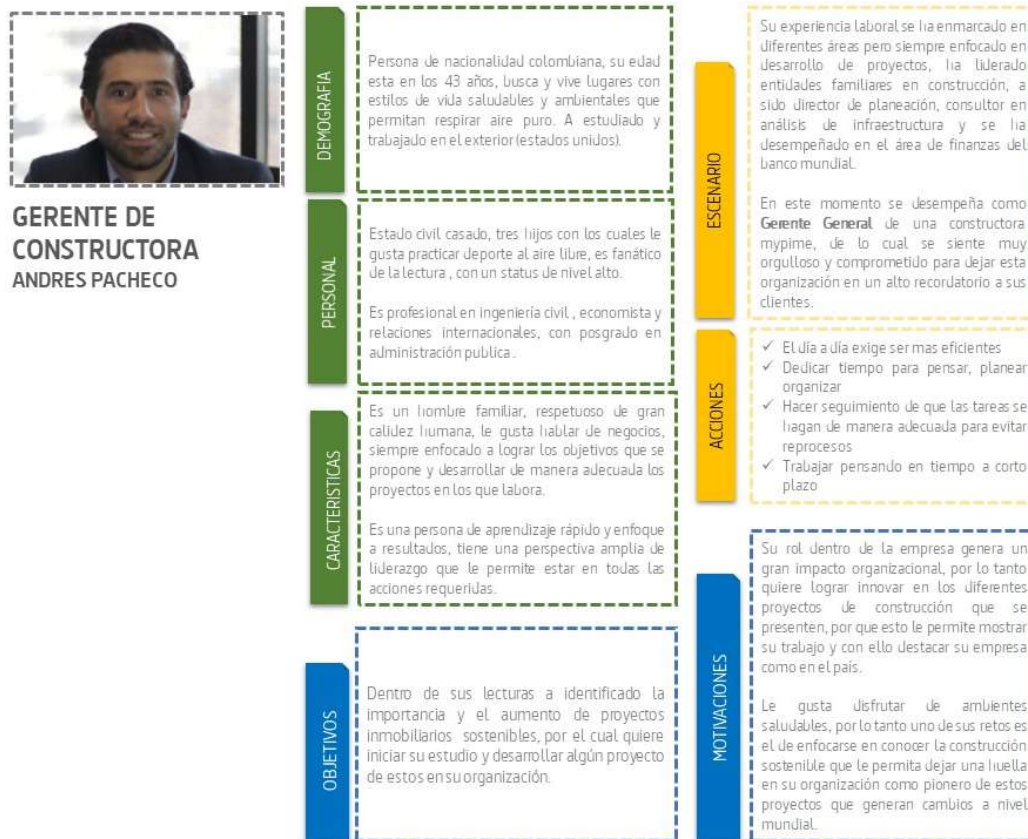 GERENTE DE
CONSTRUCTORA
ANDRES PACHECO
DEMOGRAFIA
Persona de nacionalidad colombiana, su edad
esta en los 43 años, busca y vive lugares con
estilos de vida saludables y ambientales que
permitan respirar aire puro. A estudiado y
trabajado en el exterior (estados unidos).
PERSONAL
Estado civil casado, tres hijos con los cuales le
gusta practicar deporte al aire libre, es fanático
de la lectura , con un status de nivel alto.
Es profesional en ingeniería civil , economista y
relaciones internacionales, con posgrado en
administración publica .
CARACTERISTICAS
Es un hombre familiar, respetuoso de gran
calidez humana, le gusta hablar de negocios,
siempre enfocado a lograr los objetivos que se
propone y desarrollar de manera adecuada los
proyectos en los que labora.
Es una persona de aprendizaje rápido y enfoque
a resultados, tiene una perspectiva amplia de
liderazgo que le permite estar en todas las
acciones requeridas.
OBJETIVOS
Dentro de sus lecturas a identificado la
importancia y el aumento de proyectos
inmobiliarios sostenibles, por el cual quiere
iniciar su estudio y desarrollar algún proyecto
de estos en su organización.
ESCENARIO
Su experiencia laboral se ha enmarcado en
diferentes áreas pero siempre enfocado en
desarrollo de proyectos, ha liderado
entidades familiares en construcción, a
sido director de planeación, consultor en
análisis de infraestructura y se ha
desempeñado en el área de finanzas del
banco mundial.
En este momento se desempeña como
Gerente General de una constructora
mypime, de lo cual se siente muy
orgulloso y comprometido para dejar esta
organización en un alto recordatorio a sus
clientes.
ACCIONES
✓ El día a día exige ser mas eficientes
✓ Dedicar tiempo para pensar, planear
organizar
✓ Hacer seguimiento de que las tareas se
hagan de manera adecuada para evitar
reprocesos
✓ Trabajar pensando en tiempo a corto
plazo
MOTIVACIONES
Su rol dentro de la empresa genera un
gran impacto organizacional, por lo tanto
quiere lograr innovar en los diferentes
proyectos de construcción que se
presenten, por que esto le permite mostrar
su trabajo y con ello destacar su empresa
como en el país.
Le gusta disfrutar de ambientes
saludables, por lo tanto uno de sus retos es
el de enfocarse en conocer la construcción
sostenible que le permita dejar una huella
en su organización como pionero de estos
proyectos que generan cambios a nivel
mundial.